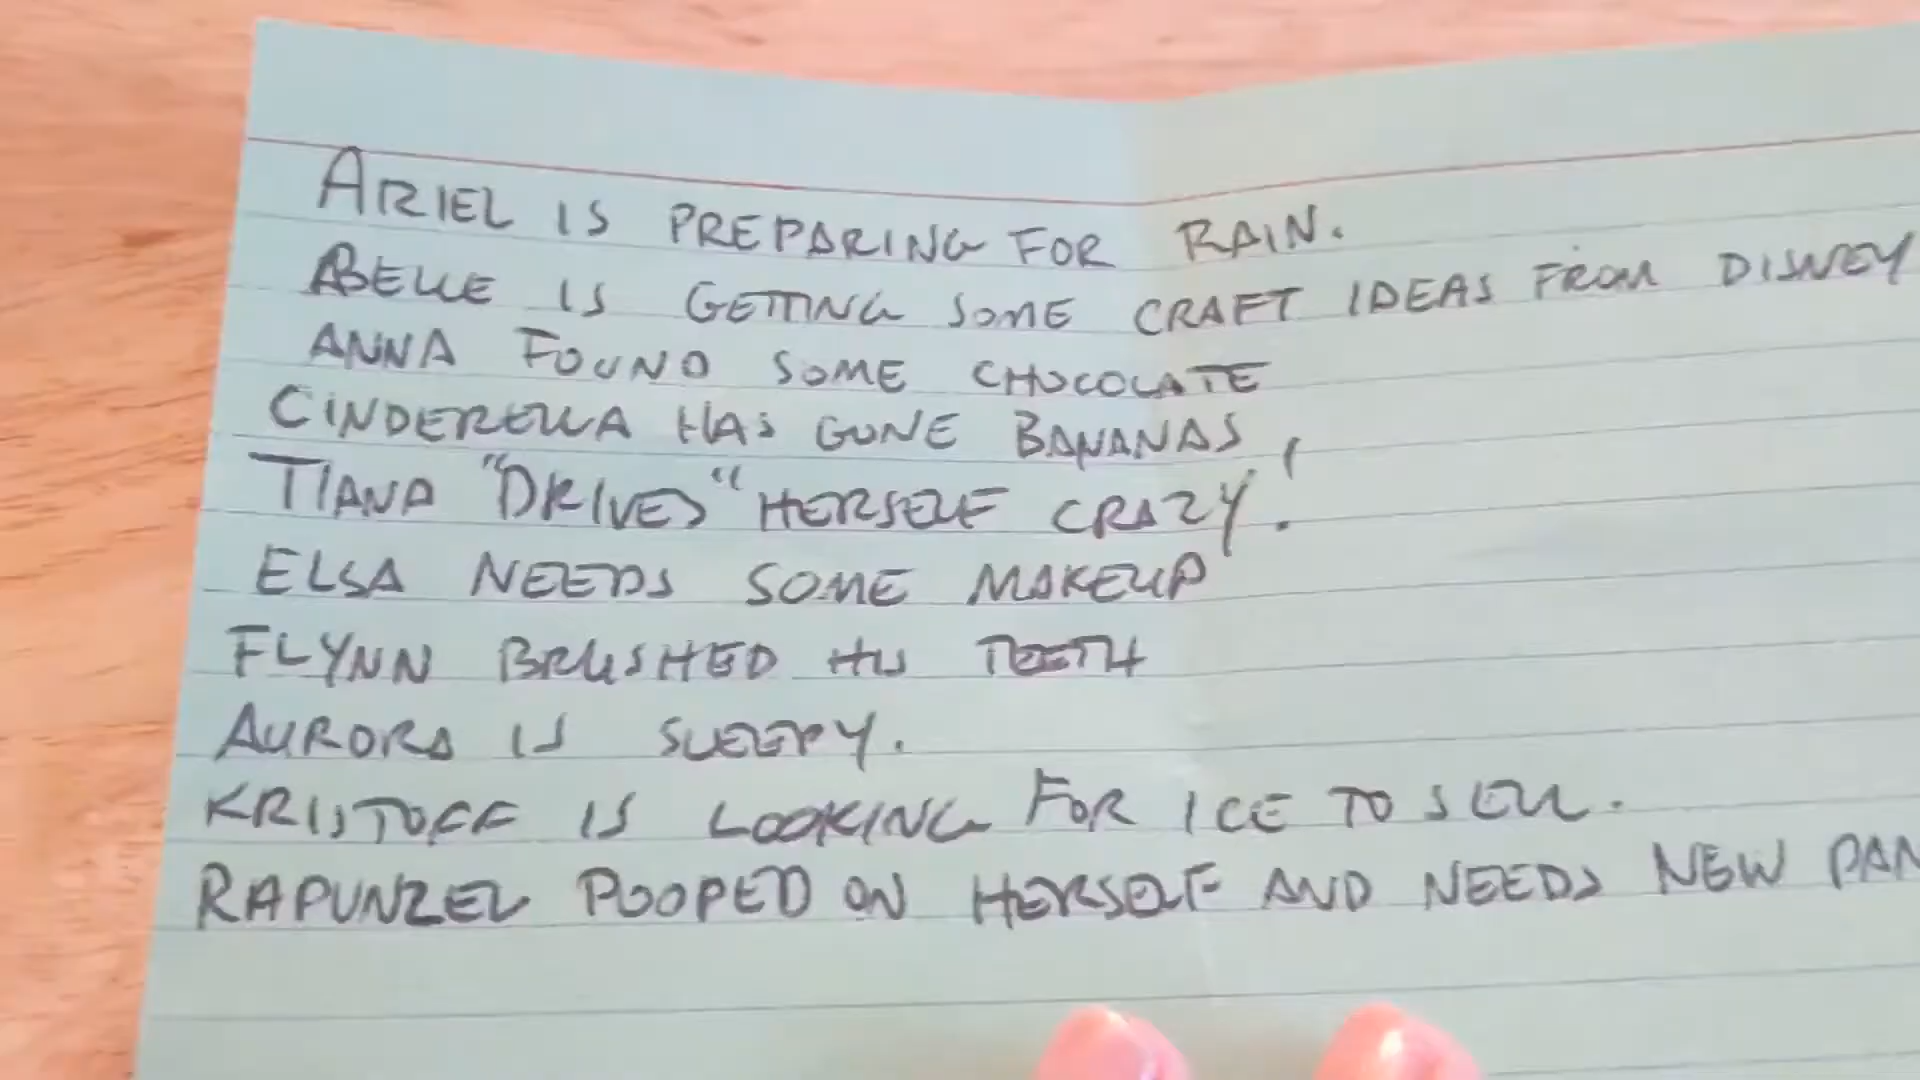 ARIEL IS PREPARING FOR RAIN.
BELLE IS GETTING SOME CRAFT IDEAS FROM DISNEY
ANNA FOUND SOME CHOCOLATE
CINDERELLA HAS GONE BANANAS
TIANA "DRIVES" HERSELF CRAZY!
ELSA NEEDS SOME MAKEUP
FLYNN BRUSHED HIS TEETH
AURORA IS SLEEPY.
KRISTOFF IS LOOKING FOR ICE TO SELL.
RAPUNZEL POOPED ON HERSELF AND NEEDS NEW PAN